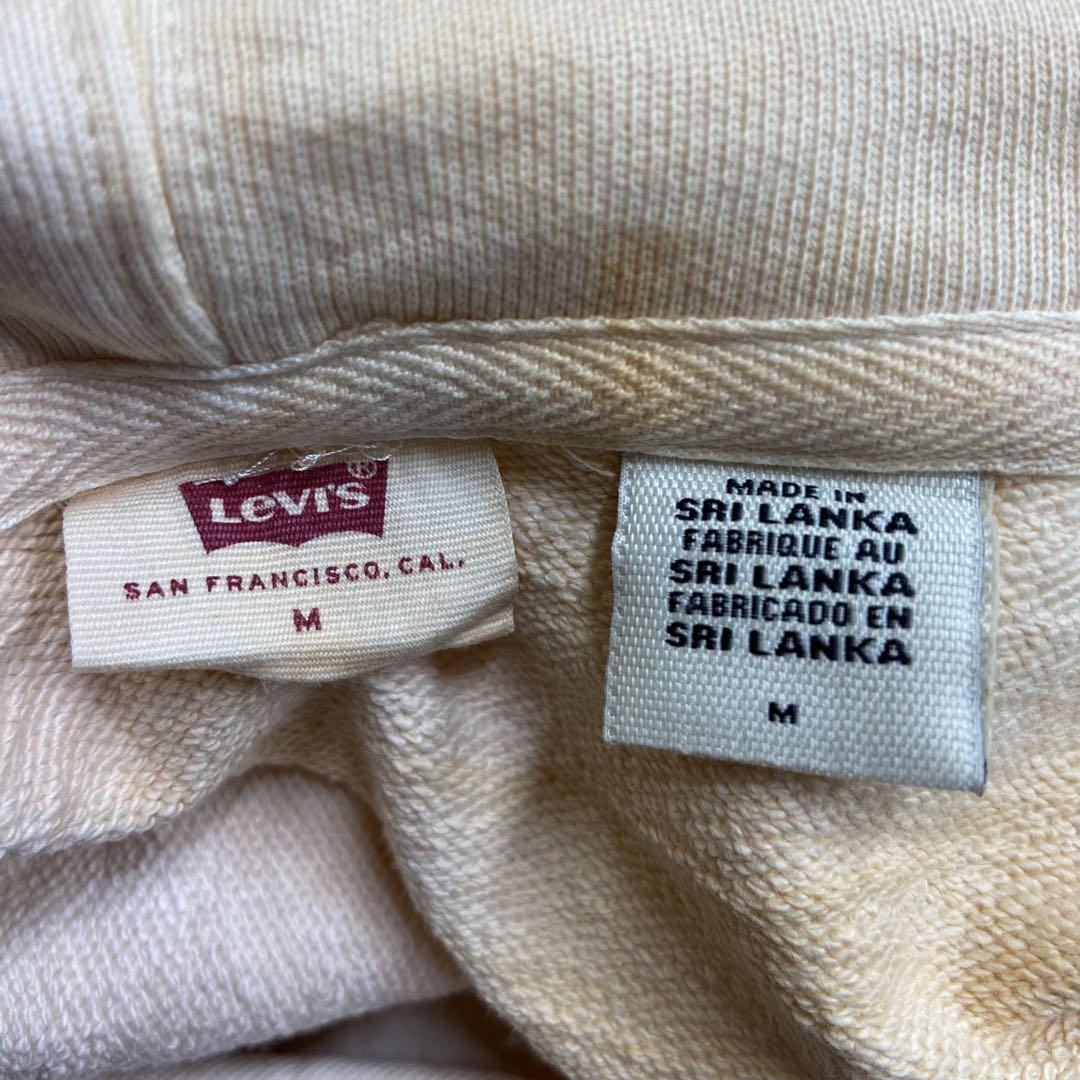 Levi's®
SAN FRANCISCO, CAL.
M
MADE IN
SRI LANKA
FABRIQUE AU
SRI LANKA
FABRICADO EN
SRI LANKA
M